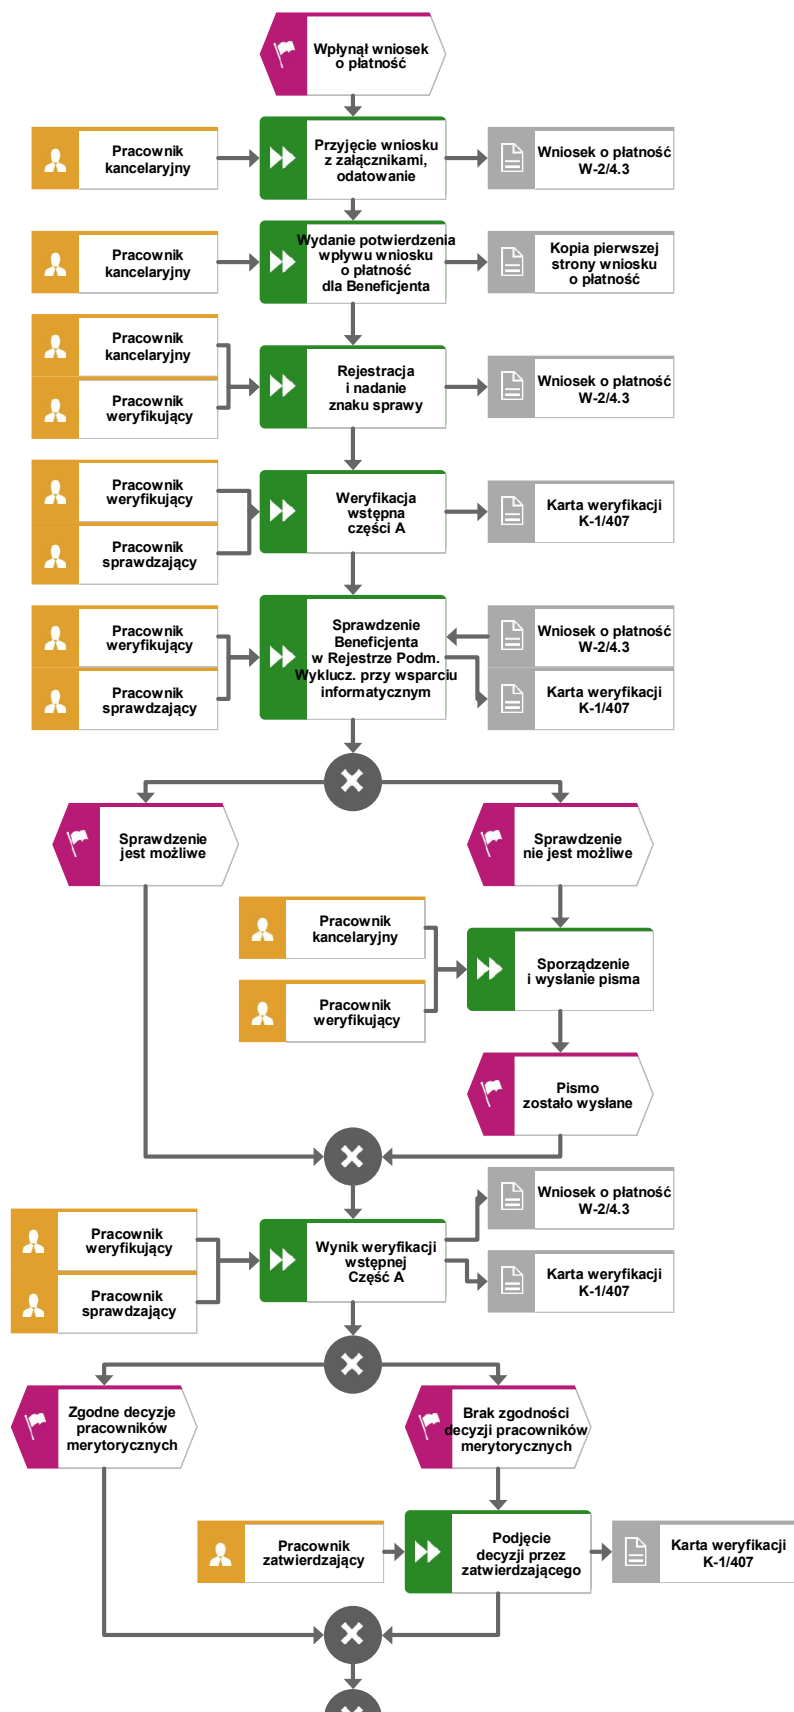 Wpłynął wniosek
o płatność
Pracownik
kancelaryjny
Przyjęcie wniosku
z załącznikami,
odatowanie
Wniosek o płatność
W-2/4.3
Pracownik
kancelaryjny
Wydanie potwierdzenia
wpływu wniosku
o płatność
dla Beneficjenta
Kopia pierwszej
strony wniosku
o płatność
Pracownik
kancelaryjny
Pracownik
weryfikujący
Rejestracja
i nadanie
znaku sprawy
Wniosek o płatność
W-2/4.3
Pracownik
weryfikujący
Pracownik
sprawdzający
Weryfikacja
wstępna
części A
Karta weryfikacji
K-1/407
Pracownik
weryfikujący
Pracownik
sprawdzający
Sprawdzenie
Beneficjenta
w Rejestrze Podm.
Wyklucz. przy wsparciu
informatycznym
Wniosek o płatność
W-2/4.3
Karta weryfikacji
K-1/407
Sprawdzenie
jest możliwe
Sprawdzenie
nie jest możliwe
Pracownik
kancelaryjny
Pracownik
weryfikujący
Sporządzenie
i wysłanie pisma
Pismo
zostało wysłane
Pracownik
weryfikujący
Pracownik
sprawdzający
Wynik weryfikacji
wstępnej
Część A
Wniosek o płatność
W-2/4.3
Karta weryfikacji
K-1/407
Zgodne decyzje
pracowników
merytorycznych
Brak zgodności
decyzji pracowników
merytorycznych
Pracownik
zatwierdzający
Podjęcie
decyzji przez
zatwierdzającego
Karta weryfikacji
K-1/407